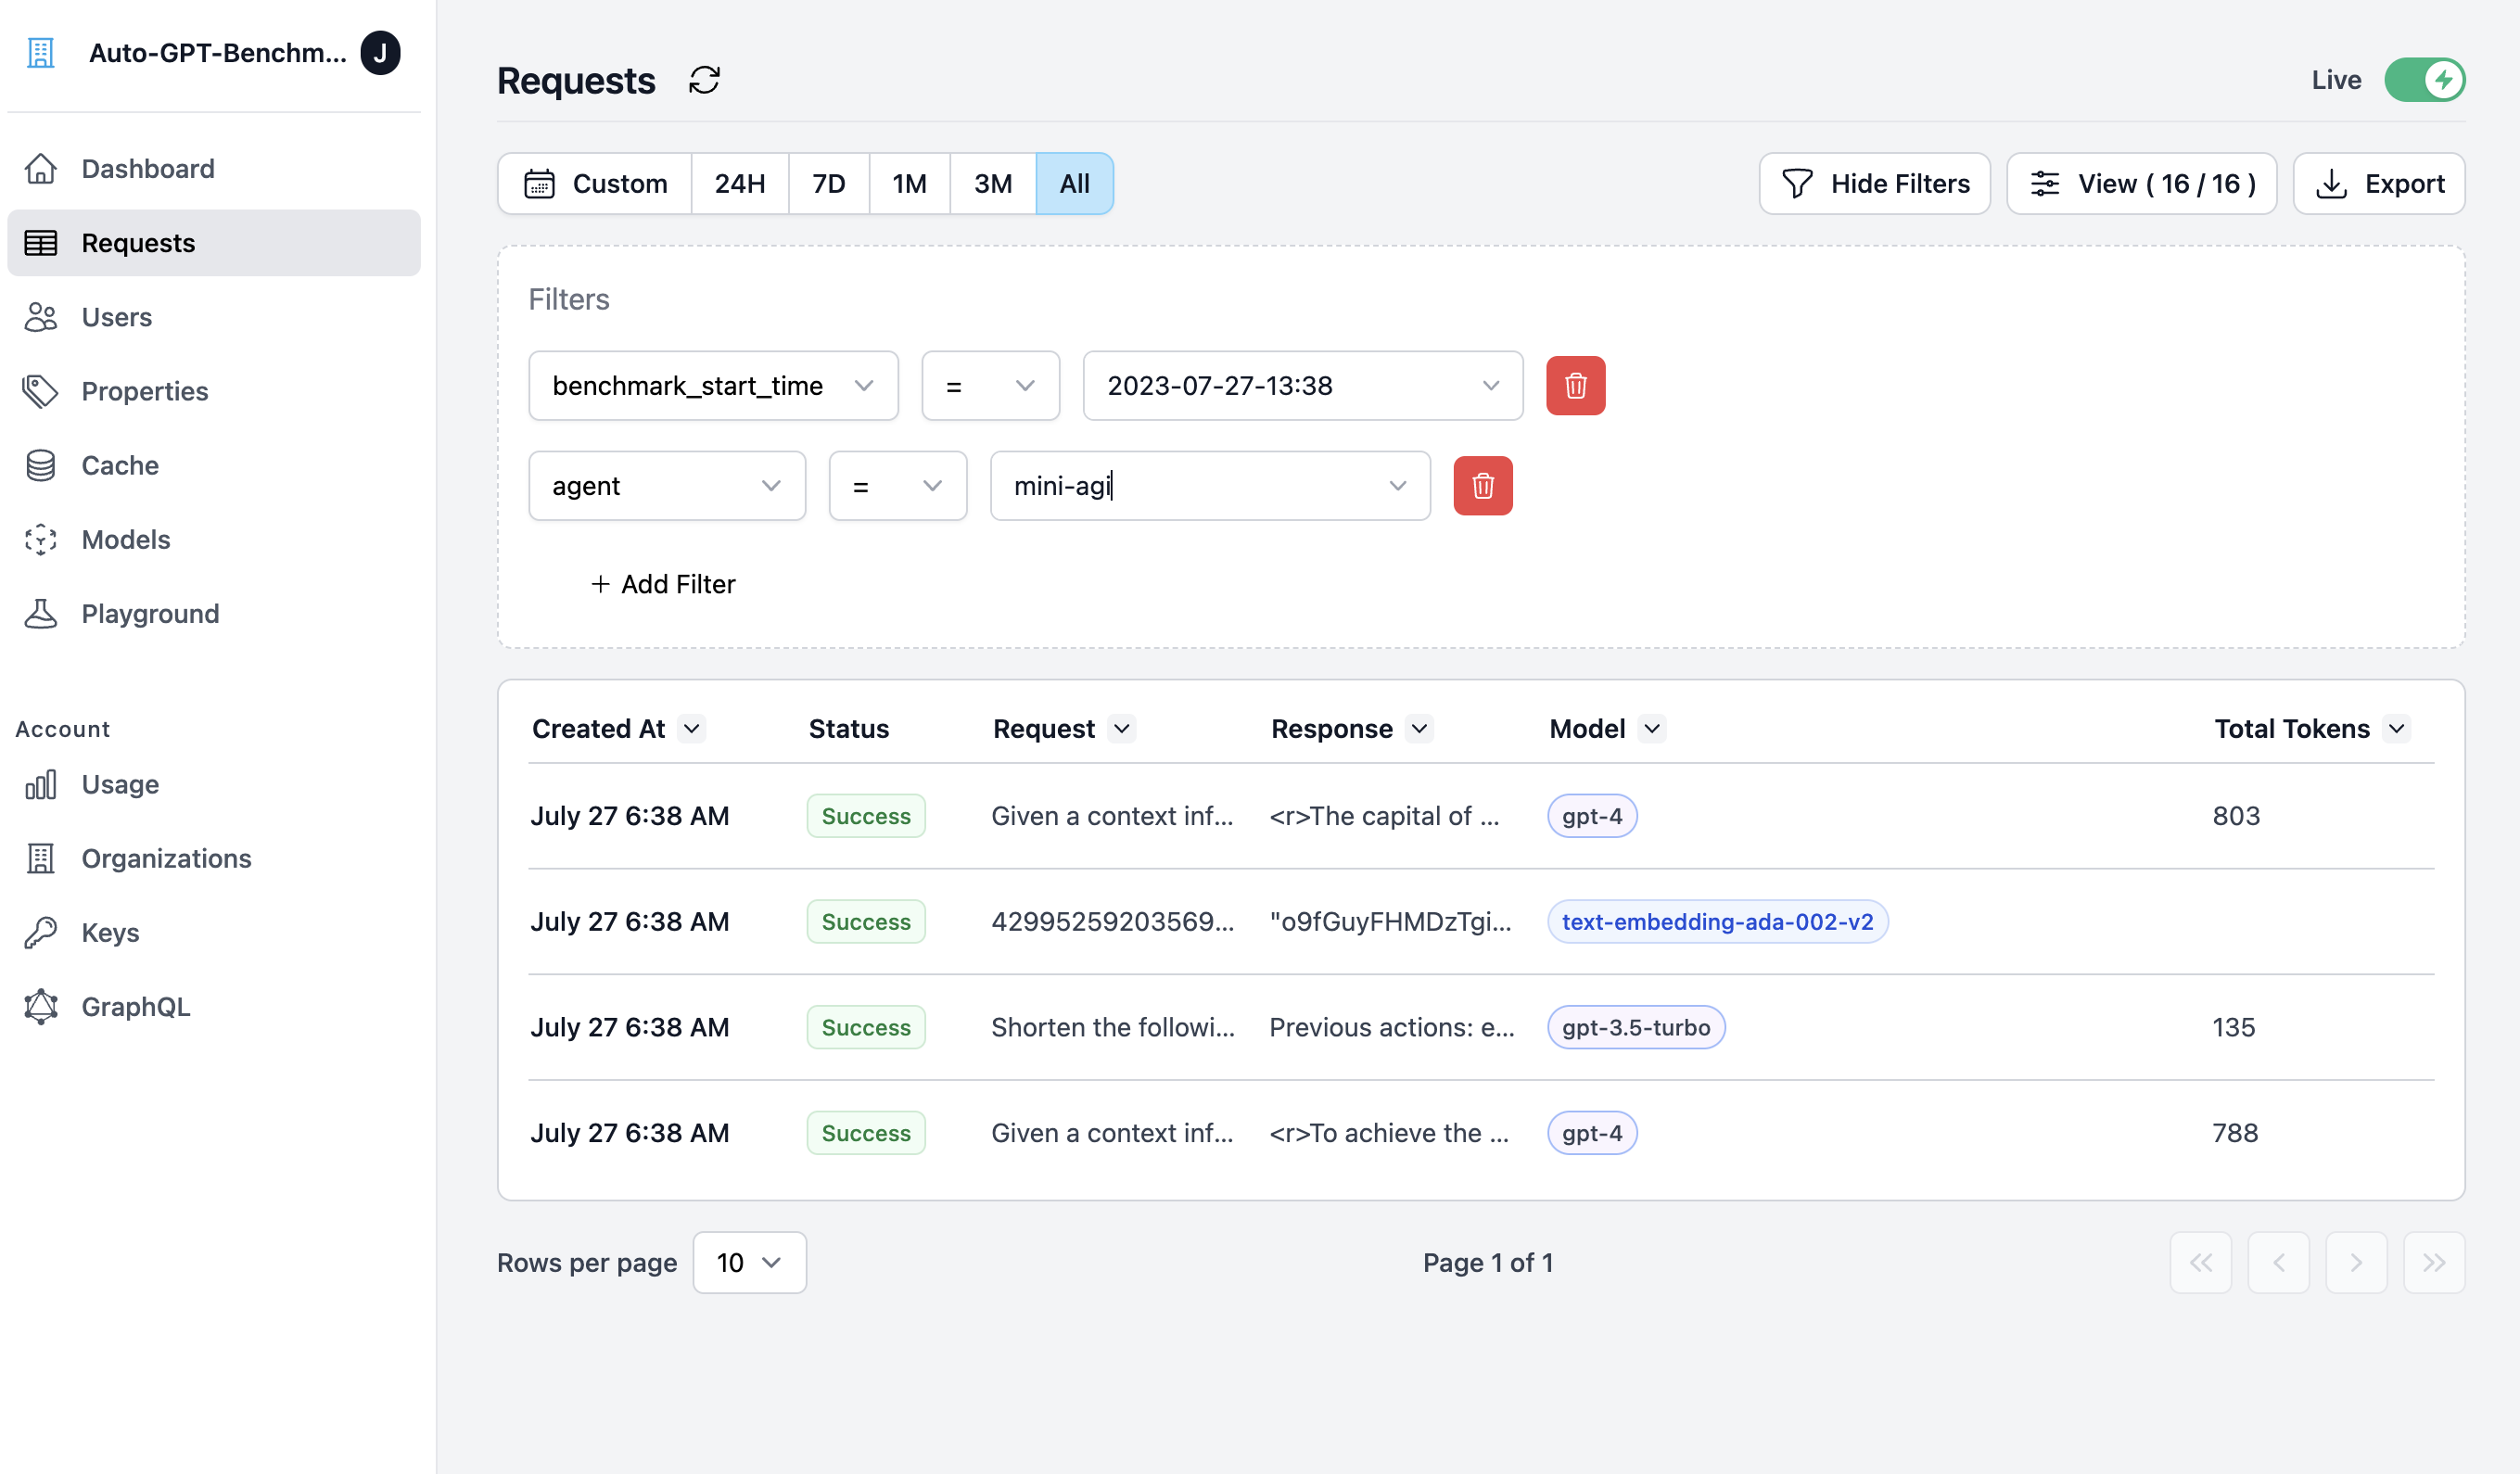 Auto-GPT-Benchm... J
Dashboard
Requests
Users
Properties
Cache
Models
Playground
Account
Usage
Organizations
Keys
GraphQL
Requests
Live
Custom 24H 7D 1M 3M All
Hide Filters View ( 16 / 16 ) Export
Filters
benchmark_start_time = 2023-07-27-13:38
agent = mini-agi
+ Add Filter
Created At Status Request Response Model Total Tokens
July 27 6:38 AM Success Given a context inf... <r>The capital of ... gpt-4 803
July 27 6:38 AM Success 42995259203569... "o9fGuyFHMDzTgi... text-embedding-ada-002-v2
July 27 6:38 AM Success Shorten the followi... Previous actions: e... gpt-3.5-turbo 135
July 27 6:38 AM Success Given a context inf... <r>To achieve the ... gpt-4 788
Rows per page 10 Page 1 of 1